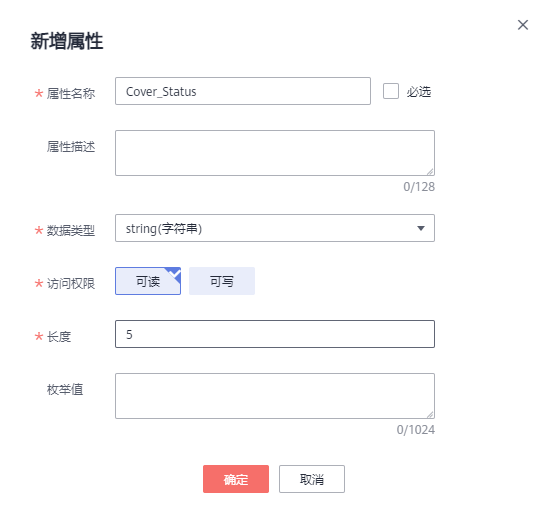 新增属性
* 属性名称 Cover_Status 必选
属性描述
0/128
* 数据类型 string(字符串)
* 访问权限 可读 可写
* 长度 5
枚举值
0/1024
确定 取消